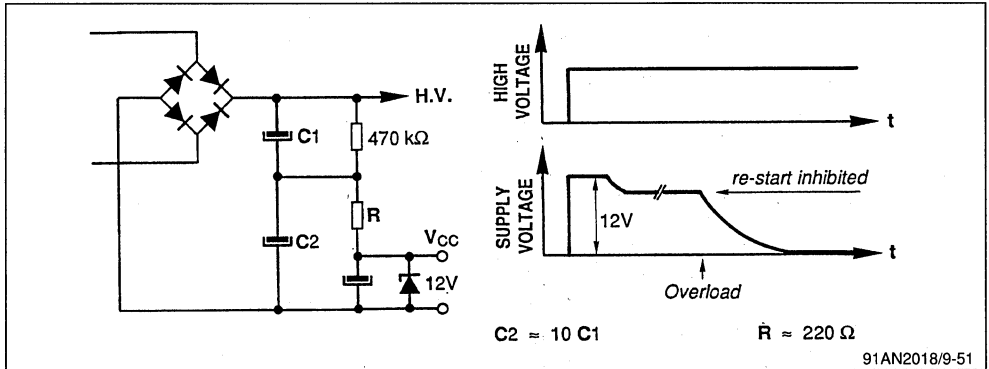 H.V.
C1
470 kΩ
R
C2
VCC
12V
HIGH
VOLTAGE
t
SUPPLY
VOLTAGE
re-start inhibited
12V
t
Overload
C2 ≈ 10 C1
R ≈ 220 Ω
91AN2018/9-51